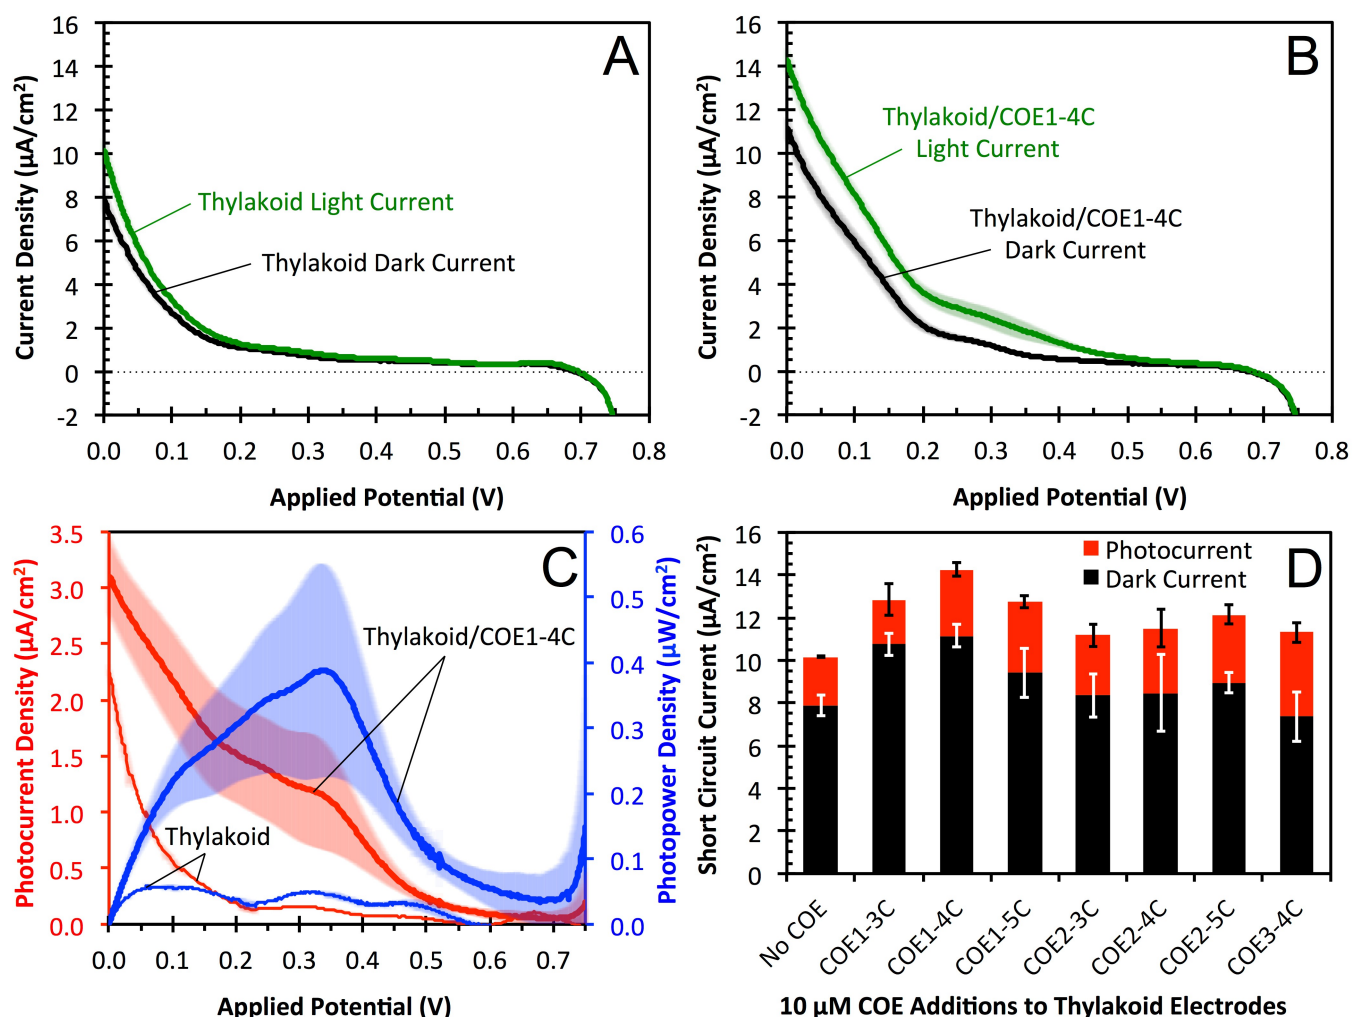 A
Current Density (µA/cm²)
16
14
12
10
8
6
4
2
0
-2
Thylakoid Light Current
Thylakoid Dark Current
0.0 0.1 0.2 0.3 0.4 0.5 0.6 0.7 0.8
Applied Potential (V)
B
Current Density (µA/cm²)
16
14
12
10
8
6
4
2
0
-2
Thylakoid/COE1-4C
Light Current
Thylakoid/COE1-4C
Dark Current
0.0 0.1 0.2 0.3 0.4 0.5 0.6 0.7 0.8
Applied Potential (V)
C
Photocurrent Density (µA/cm²)
3.5
3.0
2.5
2.0
1.5
1.0
0.5
0.0
Thylakoid/COE1-4C
Thylakoid
0.6
0.5
0.4
0.3
0.2
0.1
0.0
Photopower Density (µW/cm²)
0.0 0.1 0.2 0.3 0.4 0.5 0.6 0.7
Applied Potential (V)
D
Short Circuit Current (µA/cm²)
16
14
12
10
8
6
4
2
0
Photocurrent
Dark Current
No COE
COE1-3C
COE1-4C
COE1-5C
COE2-3C
COE2-4C
COE2-5C
COE3-4C
10 µM COE Additions to Thylakoid Electrodes